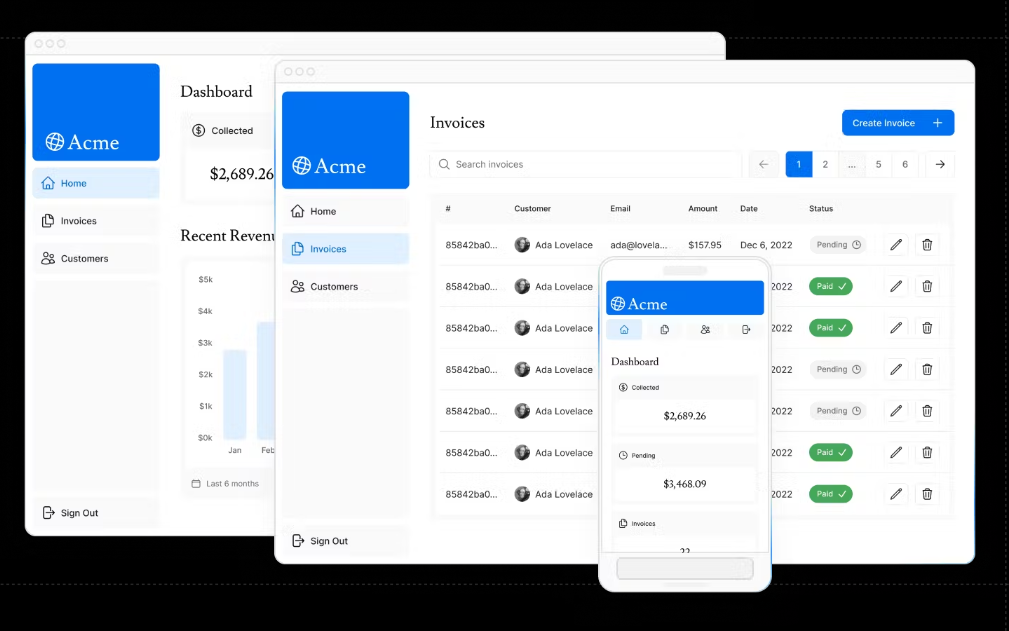 Acme
Home
Invoices
Customers
Sign Out
Dashboard
Collected
$2,689.26
Recent
$5k
$4k
$3k
$2k
$1k
$0k
Jan
Feb
Last 6 months
Acme
Home
Invoices
Customers
Sign Out
Invoices
Create Invoice
Search invoices
1 2 ... 5 6
# Customer Email Amount Date Status
85842ba0... Ada Lovelace ada@lovela... $157.95 Dec 6, 2022 Pending
85842ba0... Ada Lovelace 2022 Paid
85842ba0... Ada Lovelace 2022 Paid
85842ba0... Ada Lovelace 2022 Pending
85842ba0... Ada Lovelace 2022 Pending
85842ba0... Ada Lovelace 2022 Paid
85842ba0... Ada Lovelace 2022 Paid
Acme
Dashboard
Collected
$2,689.26
Pending
$3,468.09
Invoices
22